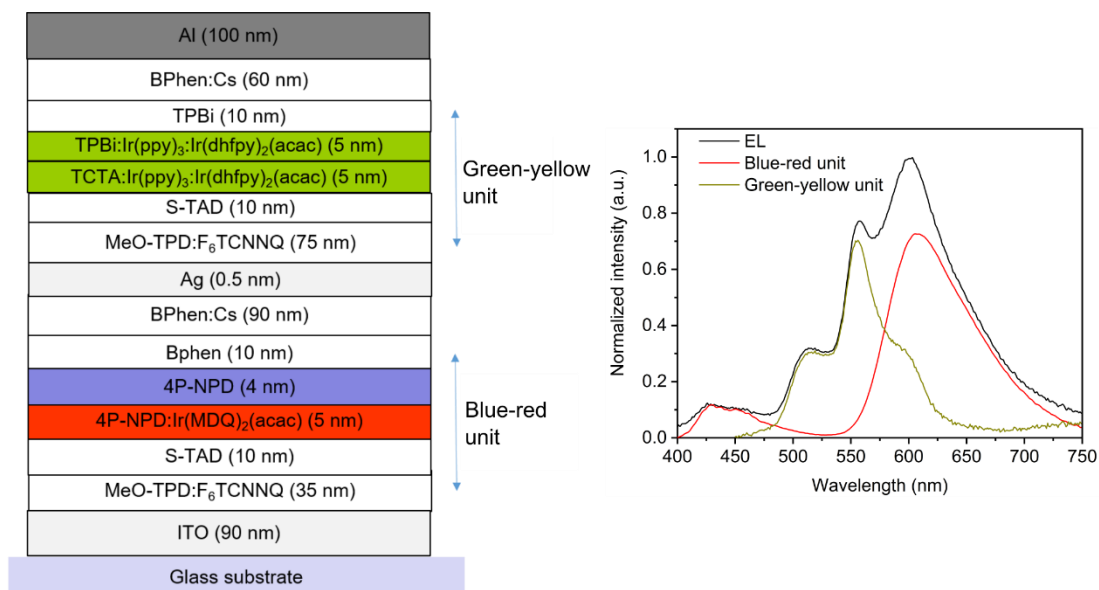 Al (100 nm)
BPhen:Cs (60 nm)
TPBi (10 nm)
TPBi:Ir(ppy)₃:Ir(dhfpy)₂(acac) (5 nm)
TCTA:Ir(ppy)₃:Ir(dhfpy)₂(acac) (5 nm)
S-TAD (10 nm)
MeO-TPD:F₆TCNNQ (75 nm)
Ag (0.5 nm)
BPhen:Cs (90 nm)
Bphen (10 nm)
4P-NPD (4 nm)
4P-NPD:Ir(MDQ)₂(acac) (5 nm)
S-TAD (10 nm)
MeO-TPD:F₆TCNNQ (35 nm)
ITO (90 nm)
Glass substrate
Green-yellow
unit
Blue-red
unit
Normalized intensity (a.u.)
1.0
0.8
0.6
0.4
0.2
0.0
EL
Blue-red unit
Green-yellow unit
400 450 500 550 600 650 700 750
Wavelength (nm)